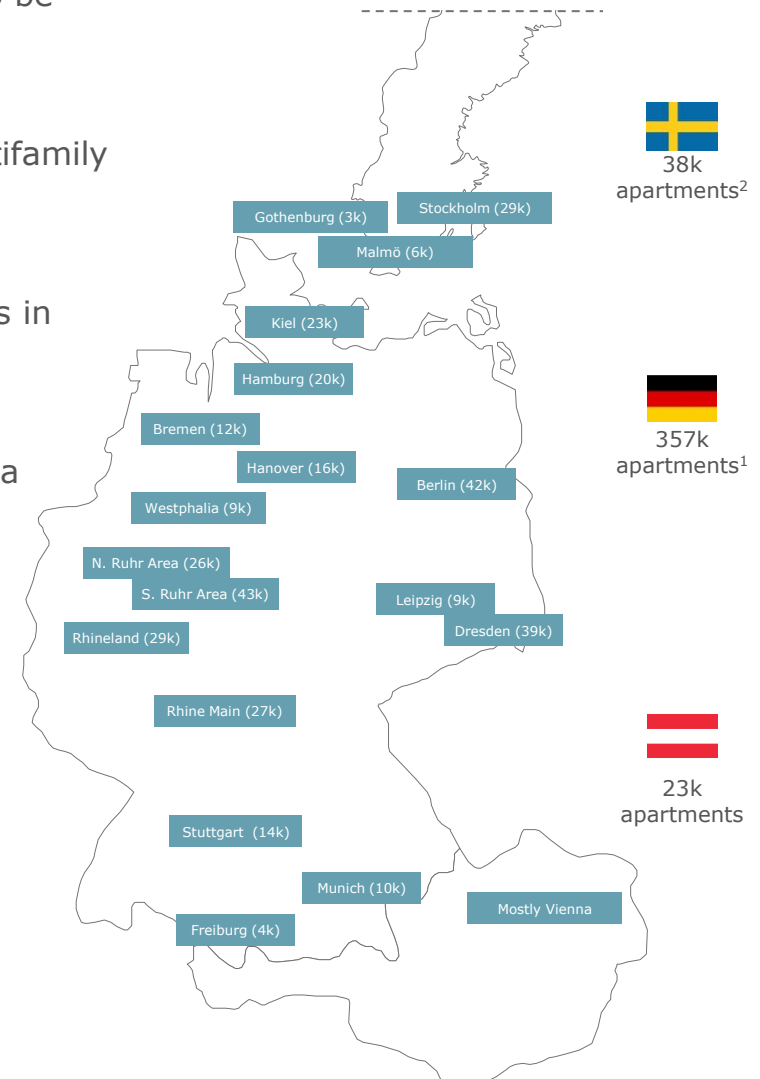 be
tifamily
s in
a
38k
apartments²
Gothenburg (3k)
Stockholm (29k)
Malmö (6k)
Kiel (23k)
Hamburg (20k)
357k
apartments¹
Bremen (12k)
Hanover (16k)
Berlin (42k)
Westphalia (9k)
N. Ruhr Area (26k)
S. Ruhr Area (43k)
Leipzig (9k)
Dresden (39k)
Rhineland (29k)
Rhine Main (27k)
23k
apartments
Stuttgart (14k)
Munich (10k)
Mostly Vienna
Freiburg (4k)